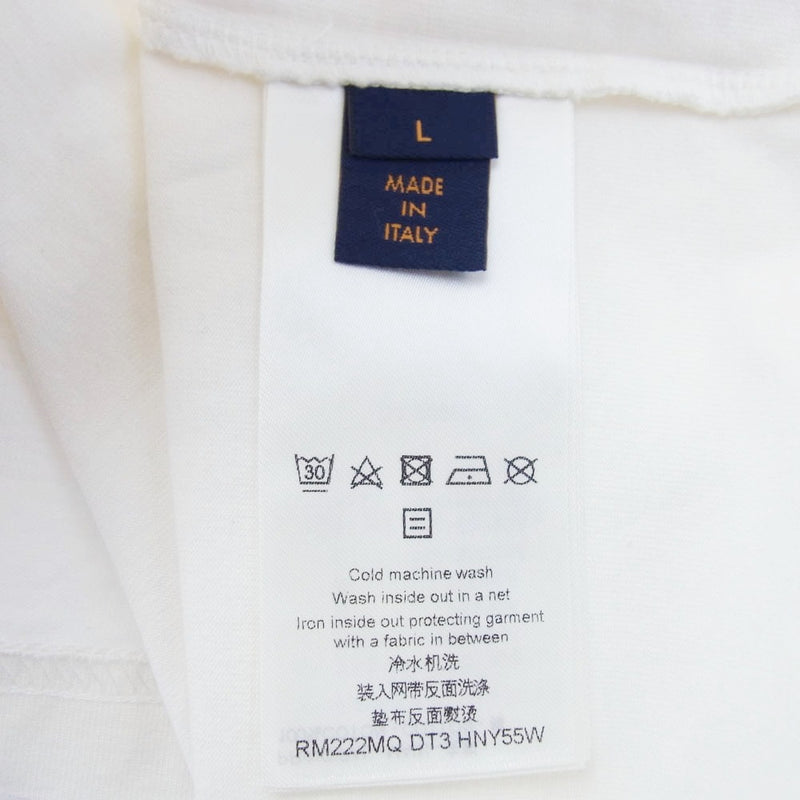 L
MADE
IN
ITALY
30
Cold machine wash
Wash inside out in a net
Iron inside out protecting garment
with a fabric in between
冷水机洗
装入网带反面洗涤
垫布反面熨烫
RM222MQ DT3 HNY55W